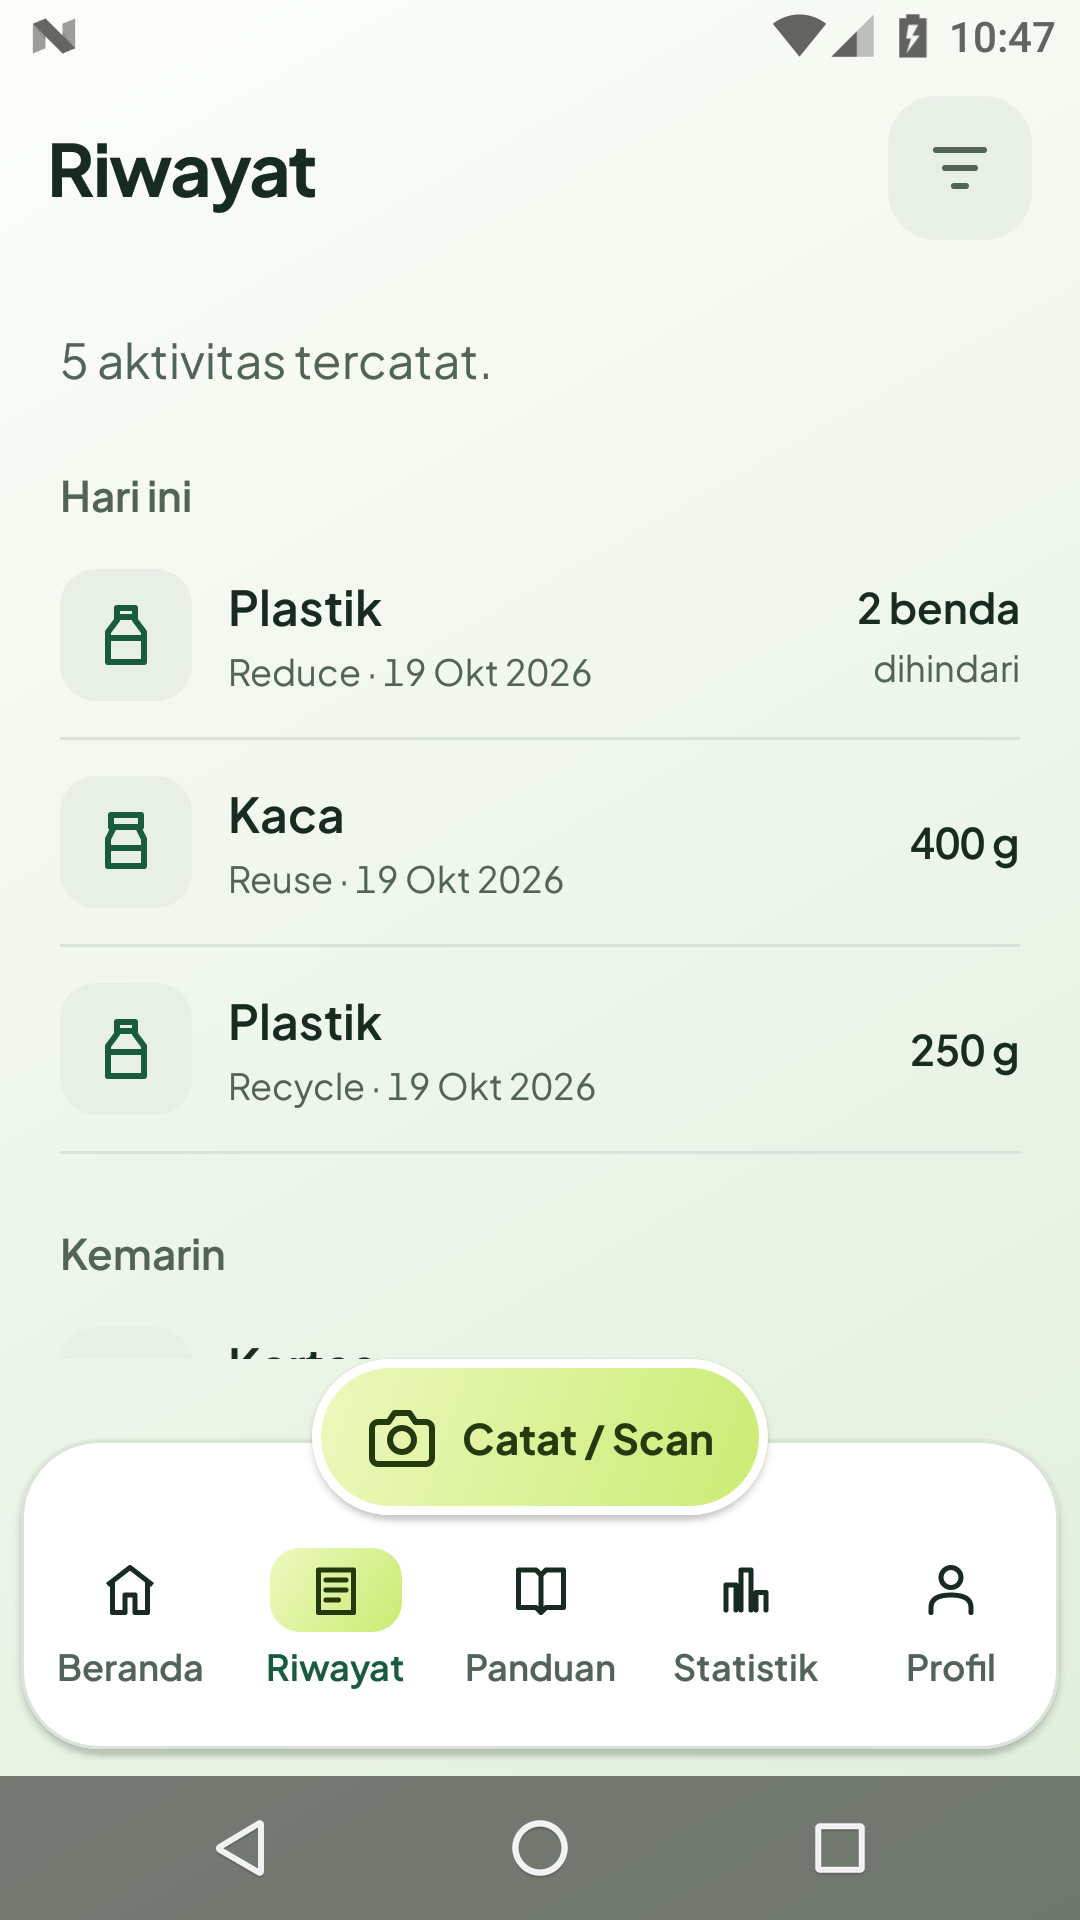 10:47
Riwayat
5 aktivitas tercatat.
Hari ini
Plastik
2 benda
Reduce · 19 Okt 2026
dihindari
Kaca
Reuse · 19 Okt 2026
400 g
Plastik
Recycle · 19 Okt 2026
250 g
Kemarin
Catat / Scan
Beranda
Riwayat
Panduan
Statistik
Profil